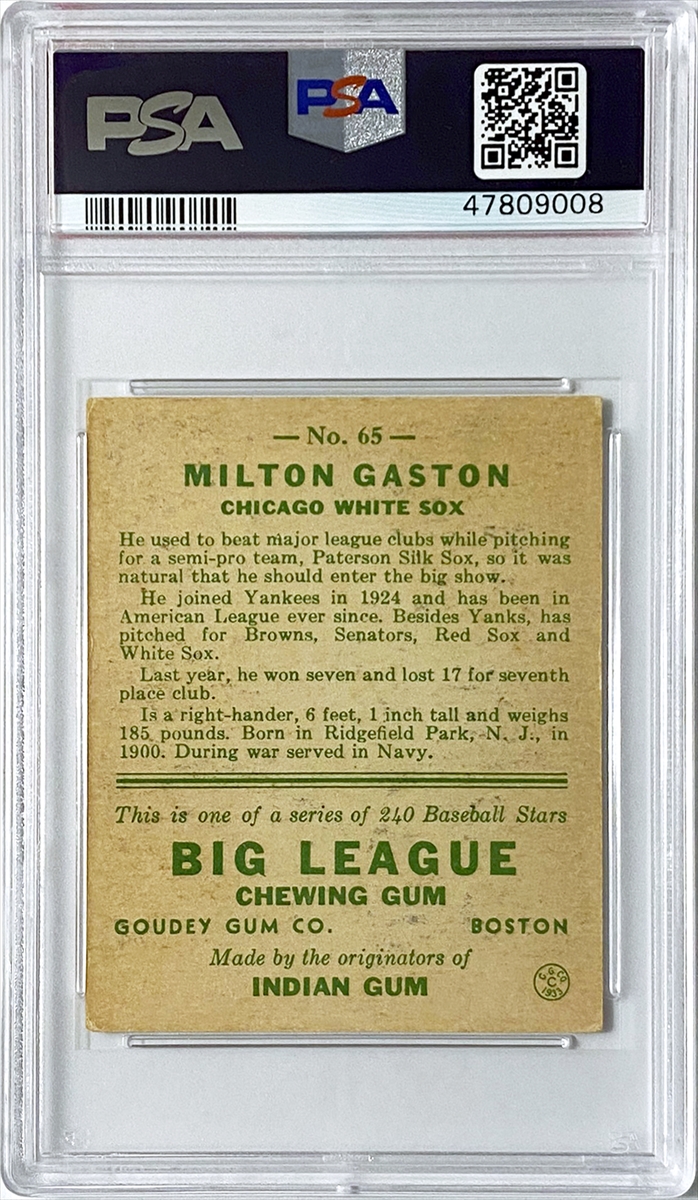 PSA
PSA
47809008
— No. 65 —
MILTON GASTON
CHICAGO WHITE SOX
He used to beat major league clubs while pitching
for a semi-pro team, Paterson Silk Sox, so it was
natural that he should enter the big show.
He joined Yankees in 1924 and has been in
American League ever since. Besides Yanks, has
pitched for Browns, Senators, Red Sox and
White Sox.
Last year, he won seven and lost 17 for seventh
place club.
Is a right-hander, 6 feet, 1 inch tall and weighs
185 pounds. Born in Ridgefield Park, N. J., in
1900. During war served in Navy.
This is one of a series of 240 Baseball Stars
BIG LEAGUE
CHEWING GUM
GOUDEY GUM CO. BOSTON
Made by the originators of
INDIAN GUM
G.G.CO.
C
1933